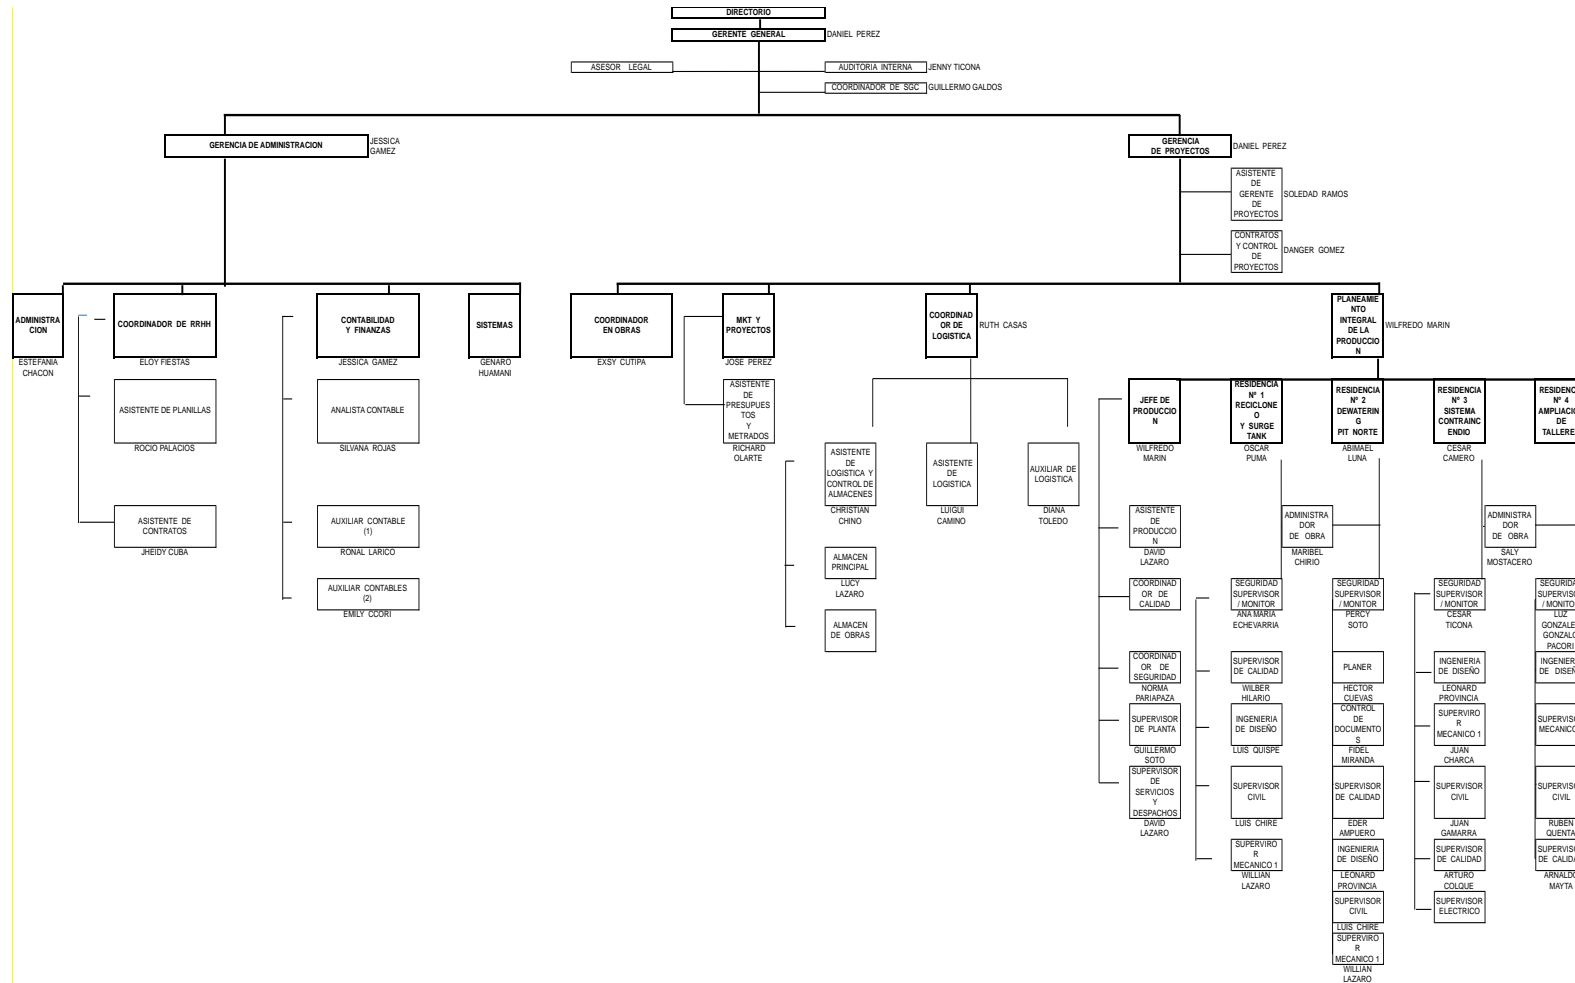 DIRECTORIO
GERENTE GENERAL
DANIEL PEREZ
ASESOR LEGAL
AUDITORIA INTERNA
JENNY TICONA
COORDINADOR DE SGC
GUILLERMO GALDOS
GERENCIA DE ADMINISTRACION
JESSICA
GAMEZ
GERENCIA
DE PROYECTOS
DANIEL PEREZ
ASISTENTE
DE
GERENTE
DE
PROYECTOS
SOLEDAD RAMOS
CONTRATOS
Y CONTROL
DE
PROYECTOS
DANGER GOMEZ
ADMINISTRA
CION
ESTEFANIA
CHACON
COORDINADOR DE RRHH
ELOY FIESTAS
ASISTENTE DE PLANILLAS
ROCIO PALACIOS
ASISTENTE DE
CONTRATOS
JHEIDY CUBA
CONTABILIDAD
Y FINANZAS
JESSICA GAMEZ
ANALISTA CONTABLE
SILVANA ROJAS
AUXILIAR CONTABLE
(1)
RONAL LARICO
AUXILIAR CONTABLES
(2)
EMILY CCORI
SISTEMAS
GENARO
HUAMANI
COORDINADOR
EN OBRAS
EXSY CUTIPA
MKT Y
PROYECTOS
JOSE PEREZ
ASISTENTE
DE
PRESUPUES
TOS
Y
METRADOS
RICHARD
OLARTE
COORDINAD
OR DE
LOGISTICA
RUTH CASAS
ASISTENTE
DE
LOGISTICA Y
CONTROL DE
ALMACENES
CHRISTIAN
CHINO
ALMACEN
PRINCIPAL
LUCY
LAZARO
ALMACEN
DE OBRAS
ASISTENTE
DE
LOGISTICA
LUIGUI
CAMINO
AUXILIAR DE
LOGISTICA
DIANA
TOLEDO
PLANEAMIE
NTO
INTEGRAL
DE LA
PRODUCCIO
N
WILFREDO MARIN
JEFE DE
PRODUCCIO
N
WILFREDO
MARIN
ASISTENTE
DE
PRODUCCIO
N
DAVID
LAZARO
COORDINAD
OR DE
CALIDAD
COORDINAD
OR DE
SEGURIDAD
NORMA
PARIAPAZA
SUPERVISOR
DE PLANTA
GUILLERMO
SOTO
SUPERVISOR
DE
SERVICIOS
Y
DESPACHOS
DAVID
LAZARO
RESIDENCIA
Nº 1
RECICLONE
O
Y SURGE
TANK
OSCAR
PUMA
ADMINISTRA
DOR
DE OBRA
MARIBEL
CHIRIO
SEGURIDAD
SUPERVISOR
/ MONITOR
ANA MARIA
ECHEVARRIA
SUPERVISOR
DE CALIDAD
WILBER
HILARIO
INGENIERIA
DE DISEÑO
LUIS QUISPE
SUPERVISOR
CIVIL
LUIS CHIRE
SUPERVIRO
R
MECANICO 1
WILLIAN
LAZARO
RESIDENCIA
Nº 2
DEWATERIN
G
PIT NORTE
ABIMAEL
LUNA
SEGURIDAD
SUPERVISOR
/ MONITOR
PERCY
SOTO
PLANER
HECTOR
CUEVAS
CONTROL
DE
DOCUMENTO
S
FIDEL
MIRANDA
SUPERVISOR
DE CALIDAD
EDER
AMPUERO
INGENIERIA
DE DISEÑO
LEONARD
PROVINCIA
SUPERVISOR
CIVIL
LUIS CHIRE
SUPERVIRO
R
MECANICO 1
WILLIAN
LAZARO
RESIDENCIA
Nº 3
SISTEMA
CONTRAINC
ENDIO
CESAR
CAMERO
ADMINISTRA
DOR
DE OBRA
SALY
MOSTACERO
SEGURIDAD
SUPERVISOR
/ MONITOR
CESAR
TICONA
INGENIERIA
DE DISEÑO
LEONARD
PROVINCIA
SUPERVIRO
R
MECANICO 1
JUAN
CHARCA
SUPERVISOR
CIVIL
JUAN
GAMARRA
SUPERVISOR
DE CALIDAD
ARTURO
COLQUE
SUPERVISOR
ELECTRICO
Nº 4
DE
LUZ
PACORI
CIVIL
RUBEN
QUENTA
ARNALDO
MAYTA